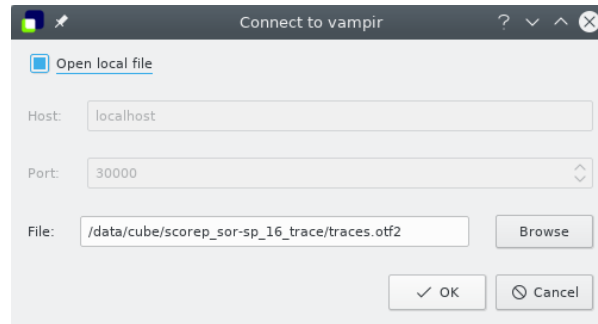 Connect to vampir
Open local file
Host: localhost
Port: 30000
File: /data/cube/scorep_sor-sp_16_trace/traces.otf2 Browse
OK Cancel